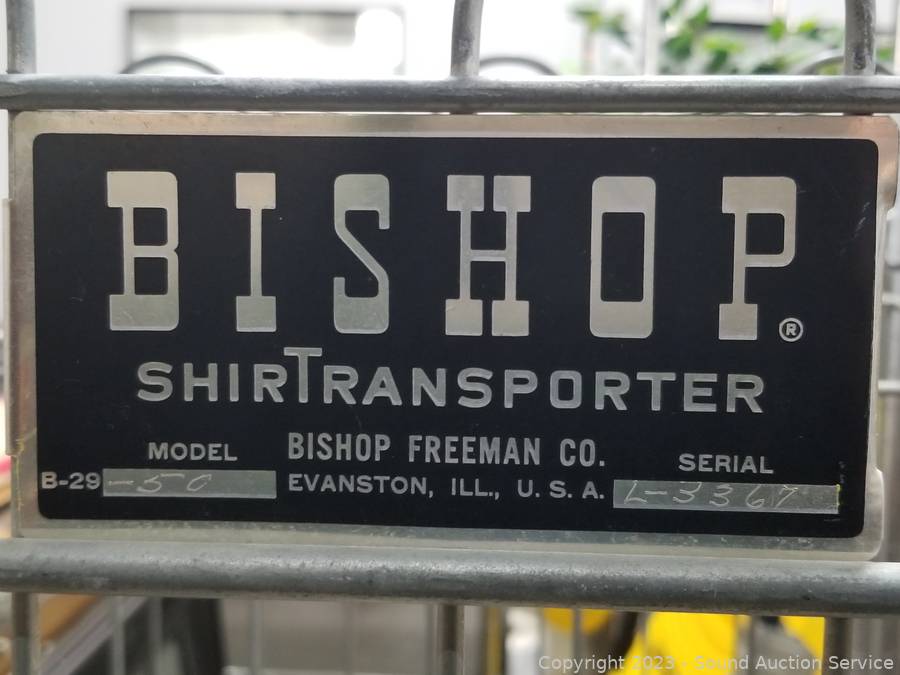 BISHOP®
SHIRTRANSPORTER
MODEL
BISHOP FREEMAN CO.
SERIAL
B-29 -50
EVANSTON, ILL., U. S. A.
L-3367
Copyright 2023 - Sound Auction Service